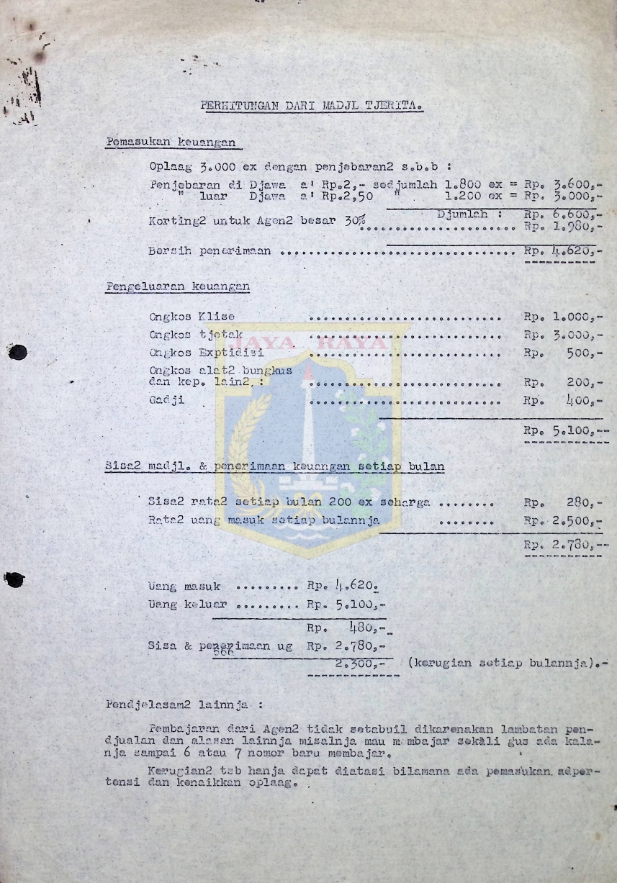 PERHITUNGAN DARI MADJL TJERITA.
Pemasukan keuangan
Oplaag 3.000 ex dengan penjebaran2 s.b.b :
Penjebaran di Djawa a' Rp.2,- sedjumlah 1.800 ex = Rp. 3.600,-
" luar Djawa a' Rp.2,50 " 1.200 ex = Rp. 3.000,-
Djumlah : Rp. 6.600,-
Korting2 untuk Agen2 besar 30% ...................... Rp. 1.980,-
Bersih penerimaan ................................. Rp. 4.620,-
Pengeluaran keuangan
Ongkos Klise ........................... Rp. 1.000,-
Ongkos tjetak ........................... Rp. 3.000,-
JAYA RAYA
Ongkos Exptidisi ........................... Rp. 500,-
Ongkos alat2 bungkus
dan kep. lain2, : ........................... Rp. 200,-
Gadji ........................... Rp. 400,-
Rp. 5.100,--
Sisa2 madjl. & penerimaan keuangan setiap bulan
Sisa2 rata2 setiap bulan 200 ex seharga ........ Rp. 280,-
Rata2 uang masuk setiap bulannja ........ Rp. 2.500,-
Rp. 2.780,--
Uang masuk ......... Rp. 4.620.
Uang keluar ......... Rp. 5.100,-
Rp. 480,-
Sisa & penerimaan ug Rp. 2.780,-
2.300,- (kerugian setiap bulannja).-
Pendjelasam2 lainnja :
Pembajaran dari Agen2 tidak setabuil dikarenakan lambatan pen-
djualan dan alasan lainnja misalnja mau membajar sekali gus ada kala-
nja sampai 6 atau 7 nomor baru membajar.
Kerugian2 tsb hanja dapat diatasi bilamana ada pemasukan adper-
tensi dan kenaikkan oplaag.